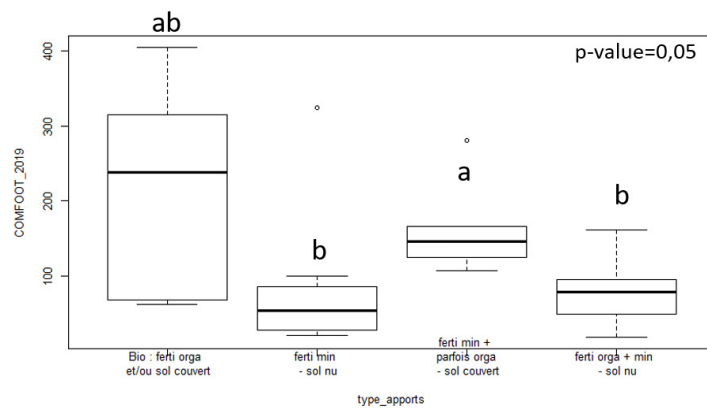 ab
p-value=0,05
400
300
200
100
COMFOOT_2019
a
b
b
Bio : ferti orga
et/ou sol couvert
ferti min
- sol nu
ferti min +
parfois orga
- sol couvert
ferti orga + min
- sol nu
type_apports